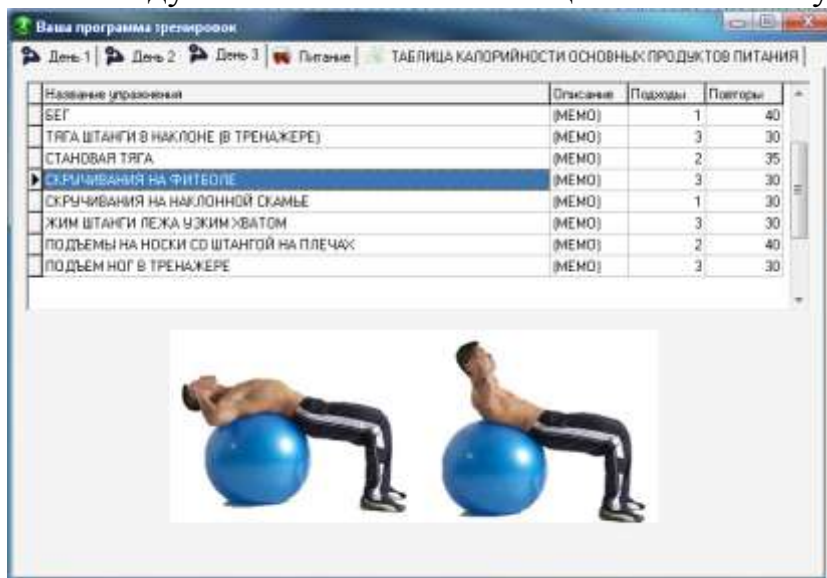 Ваша программа тренировок
День 1 День 2 День 3 Питание ТАБЛИЦА КАЛОРИЙНОСТИ ОСНОВНЫХ ПРОДУКТОВ ПИТАНИЯ
Название упражнения Описание Подходы Повторы
БЕГ (MEMO) 1 40
ТЯГА ШТАНГИ В НАКЛОНЕ (В ТРЕНАЖЕРЕ) (MEMO) 3 30
СТАНОВАЯ ТЯГА (MEMO) 2 35
СКРУЧИВАНИЯ НА ФИТБОЛЕ (MEMO) 3 30
СКРУЧИВАНИЯ НА НАКЛОННОЙ СКАМЬЕ (MEMO) 1 30
ЖИМ ШТАНГИ ЛЕЖА УЗКИМ ХВАТОМ (MEMO) 3 30
ПОДЪЕМЫ НА НОСКИ СО ШТАНГОЙ НА ПЛЕЧАХ (MEMO) 2 40
ПОДЪЕМ НОГ В ТРЕНАЖЕРЕ (MEMO) 3 30